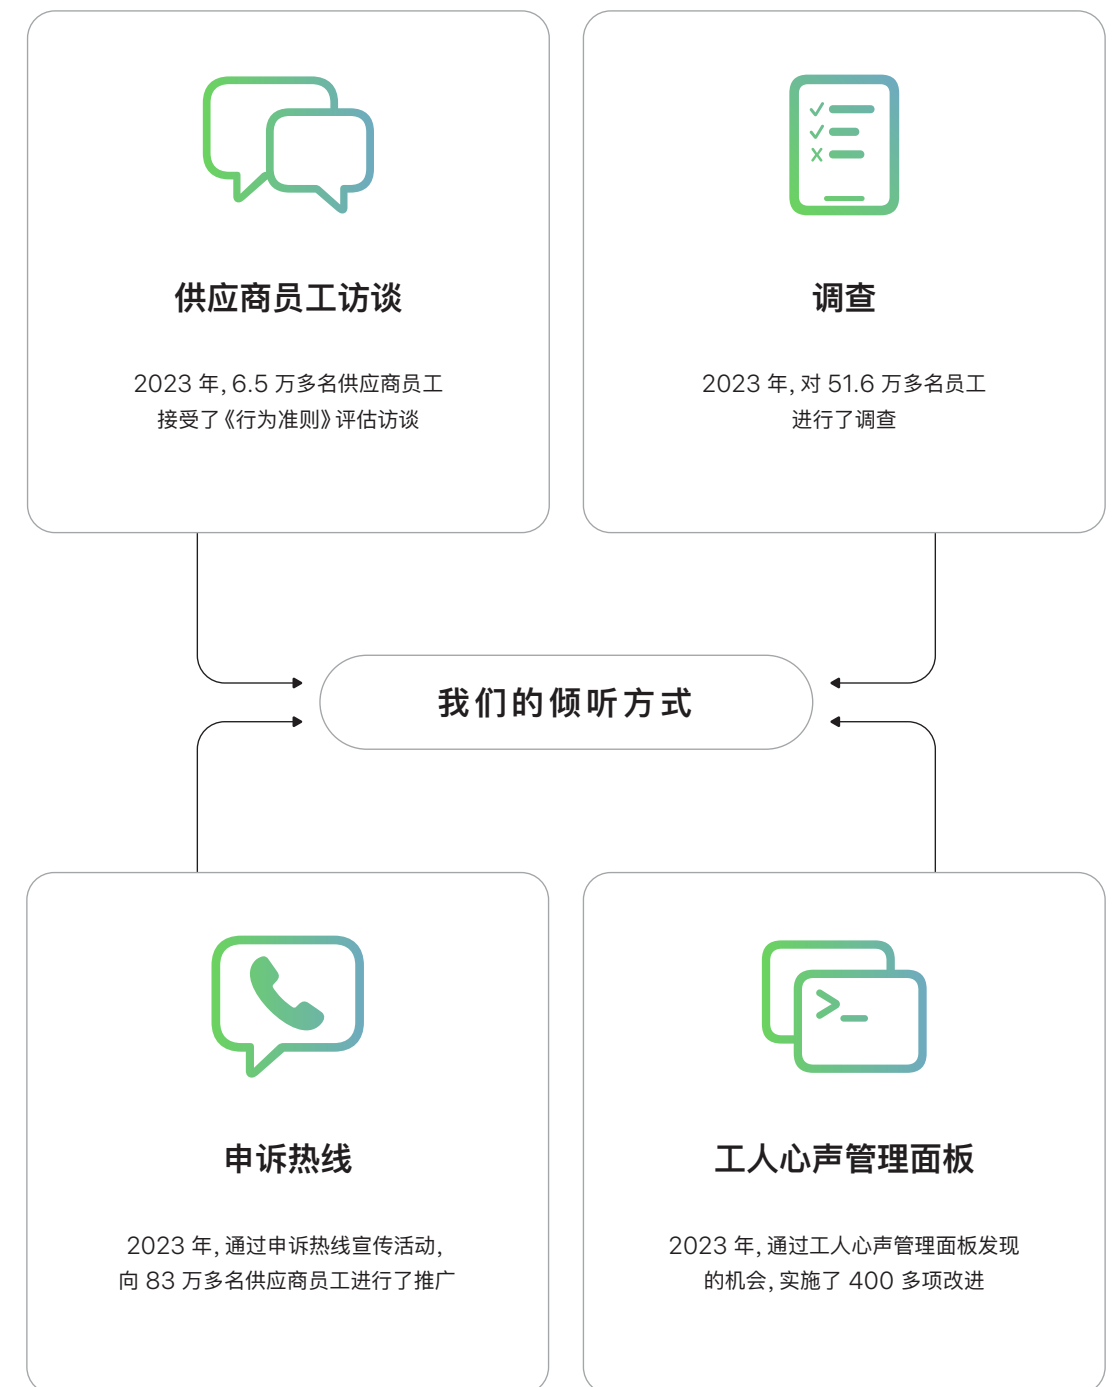 供应商员工访谈
2023 年, 6.5 万多名供应商员工
接受了《行为准则》评估访谈
调查
2023 年, 对 51.6 万多名员工
进行了调查
我们的倾听方式
申诉热线
2023 年, 通过申诉热线宣传活动,
向 83 万多名供应商员工进行了推广
工人心声管理面板
2023 年, 通过工人心声管理面板发现
的机会, 实施了 400 多项改进